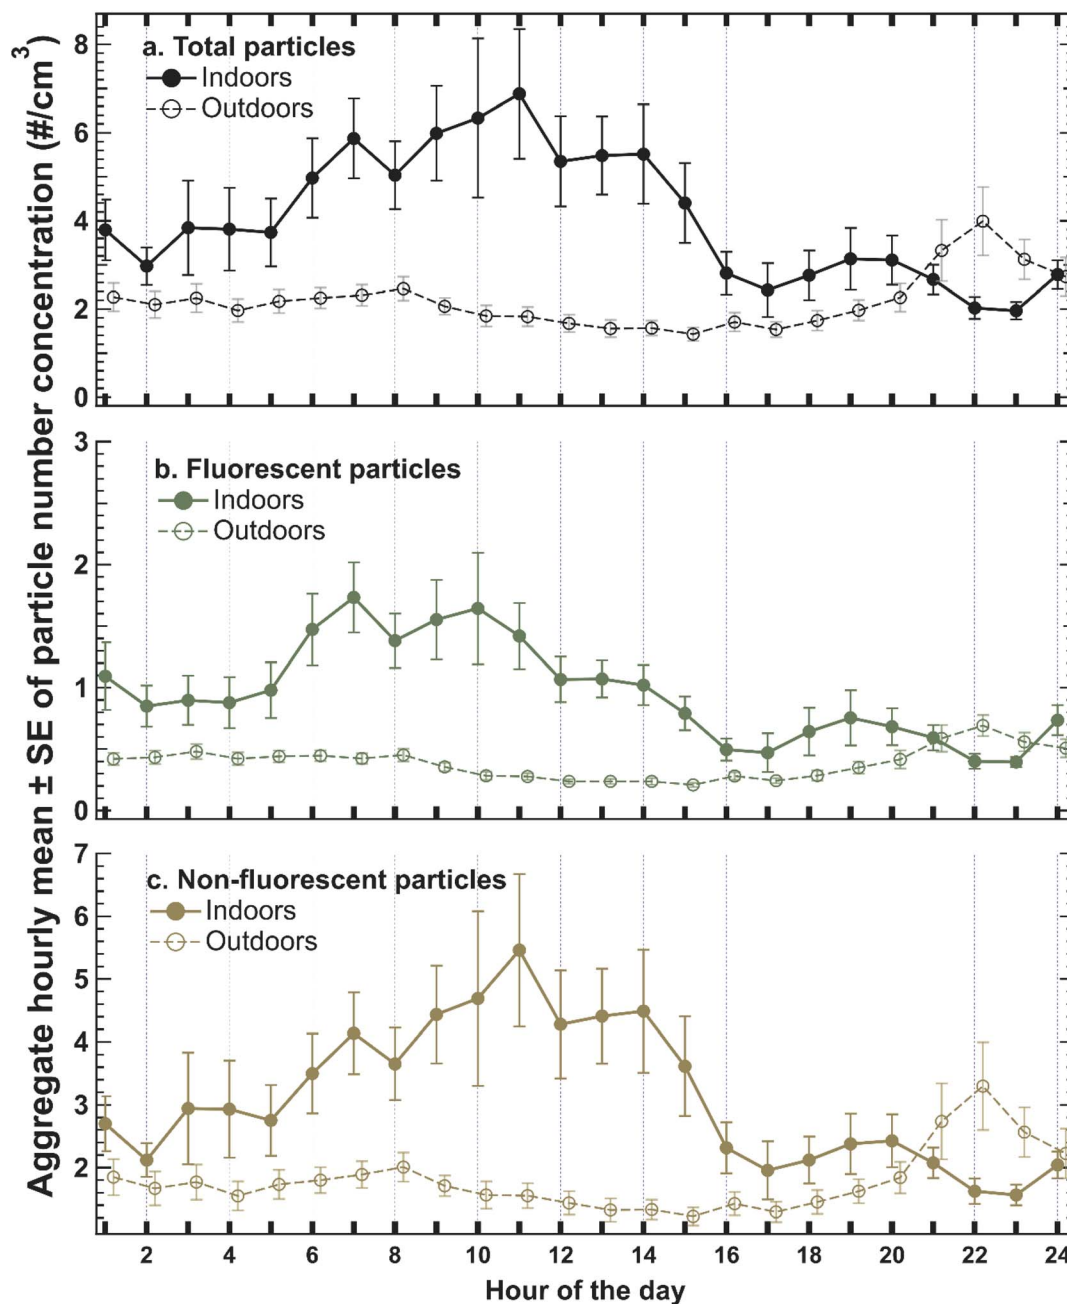 Aggregate hourly mean ± SE of particle number concentration (#/cm³)
a. Total particles
Indoors
Outdoors
8
6
4
2
0
b. Fluorescent particles
Indoors
Outdoors
3
2
1
0
c. Non-fluorescent particles
Indoors
Outdoors
7
6
5
4
3
2
2 4 6 8 10 12 14 16 18 20 22 24
Hour of the day